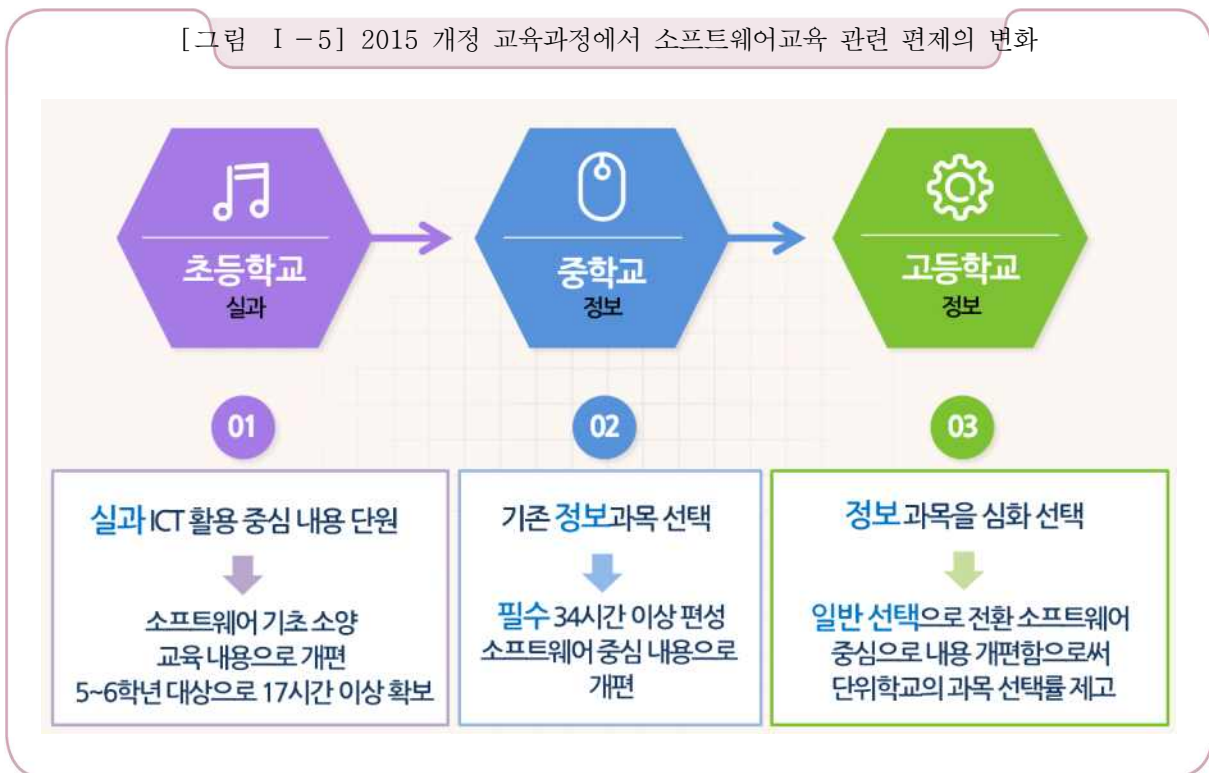 [그림 Ⅰ-5] 2015 개정 교육과정에서 소프트웨어교육 관련 편제의 변화
초등학교
실과
중학교
정보
고등학교
정보
01
02
03
실과 ICT 활용 중심 내용 단원
소프트웨어 기초 소양
교육 내용으로 개편
5~6학년 대상으로 17시간 이상 확보
기존 정보과목 선택
필수 34시간 이상 편성
소프트웨어 중심 내용으로
개편
정보 과목을 심화 선택
일반 선택으로 전환 소프트웨어
중심으로 내용 개편함으로써
단위학교의 과목 선택률 제고